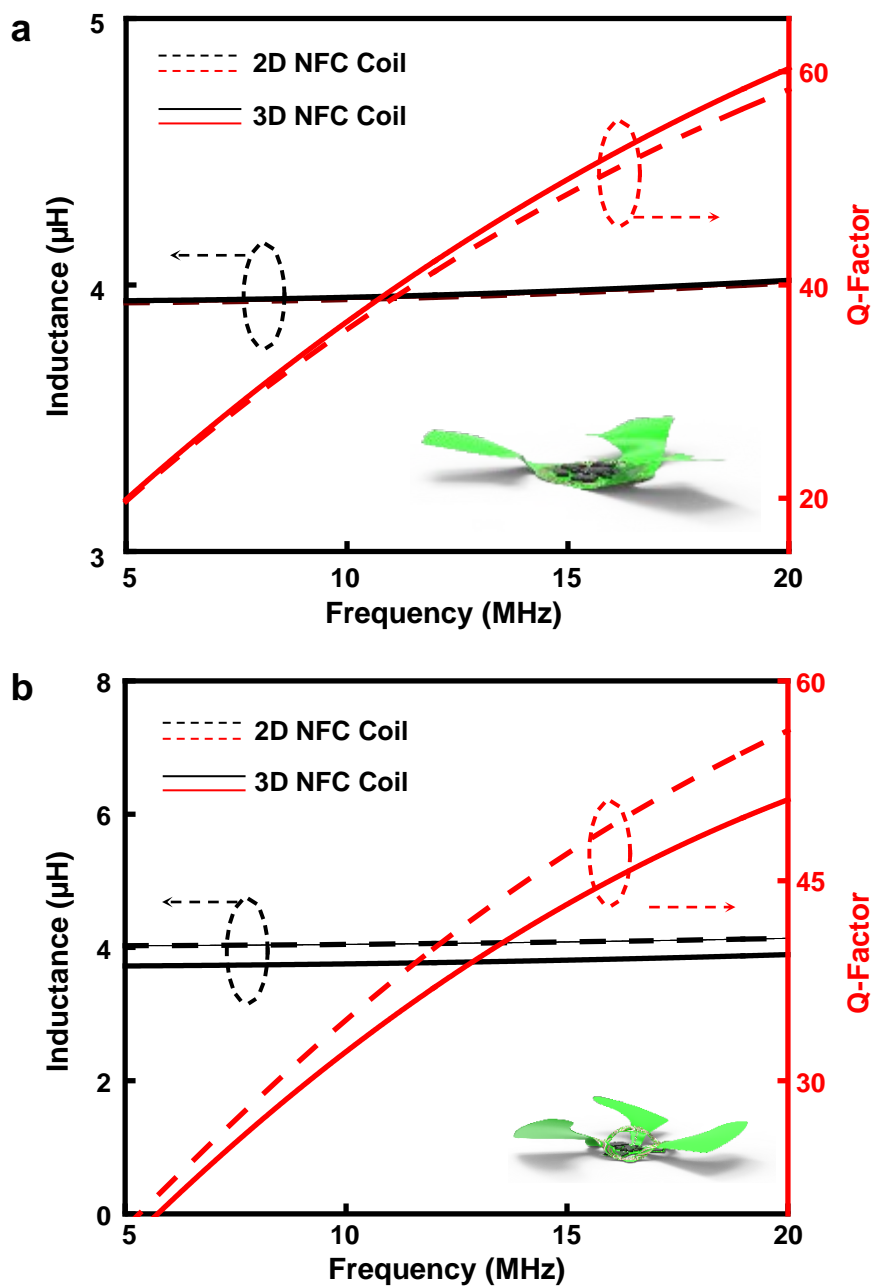 a
5
4
3
Inductance (µH)
2D NFC Coil
3D NFC Coil
60
40
20
Q-Factor
5
10
15
20
Frequency (MHz)
b
8
6
4
2
0
Inductance (µH)
2D NFC Coil
3D NFC Coil
60
45
30
Q-Factor
5
10
15
20
Frequency (MHz)